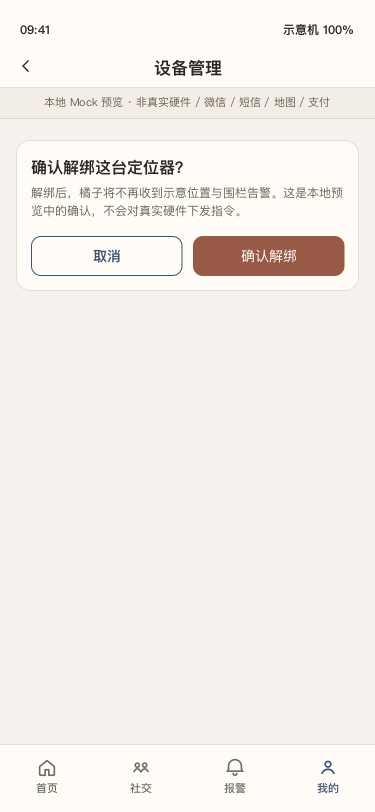 09:41
示意机 100%
设备管理
本地 Mock 预览 · 非真实硬件 / 微信 / 短信 / 地图 / 支付
确认解绑这台定位器?
解绑后，橘子将不再收到示意位置与围栏告警。这是本地预
览中的确认，不会对真实硬件下发指令。
取消
确认解绑
首页
社交
报警
我的